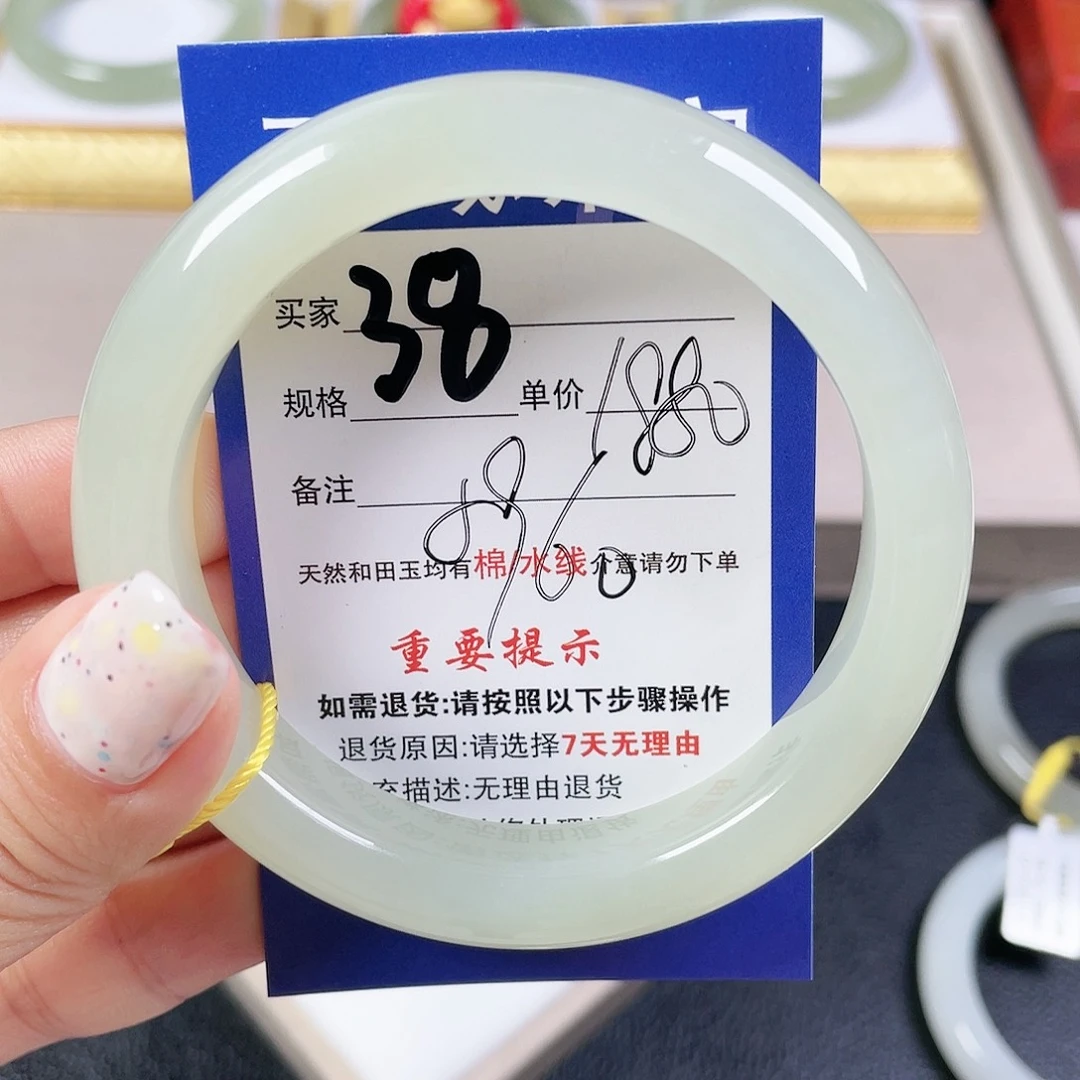 买家 38
规格 单价 1880
备注
天然和田玉均有棉/水线介意请勿下单
重要提示
如需退货:请按照以下步骤操作
退货原因:请选择7天无理由
充描述:无理由退货